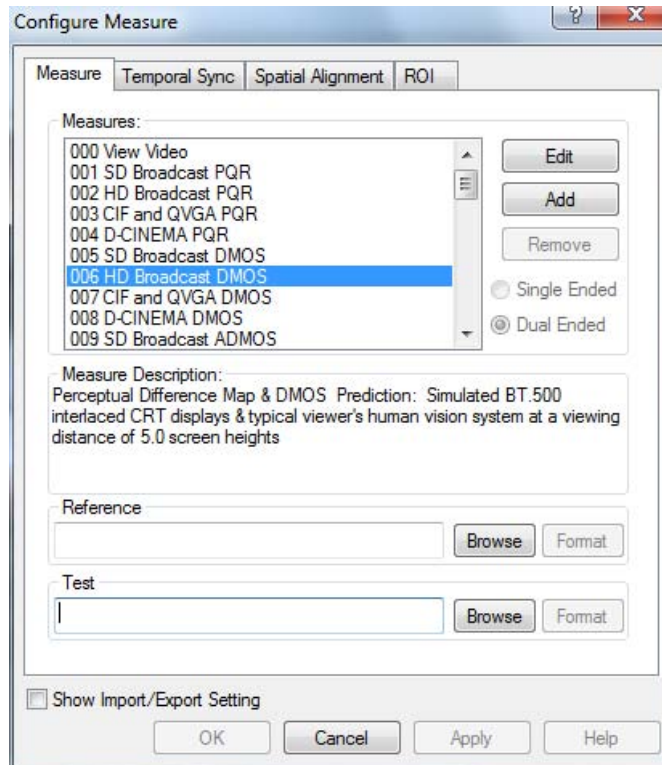 Configure Measure
? X
Measure Temporal Sync Spatial Alignment ROI
Measures:
000 View Video
001 SD Broadcast PQR
002 HD Broadcast PQR
003 CIF and QVGA PQR
004 D-CINEMA PQR
005 SD Broadcast DMOS
006 HD Broadcast DMOS
007 CIF and QVGA DMOS
008 D-CINEMA DMOS
009 SD Broadcast ADMOS
Edit
Add
Remove
Single Ended
Dual Ended
Measure Description:
Perceptual Difference Map & DMOS Prediction: Simulated BT.500
interlaced CRT displays & typical viewer's human vision system at a viewing
distance of 5.0 screen heights
Reference
Browse Format
Test
Browse Format
Show Import/Export Setting
OK Cancel Apply Help